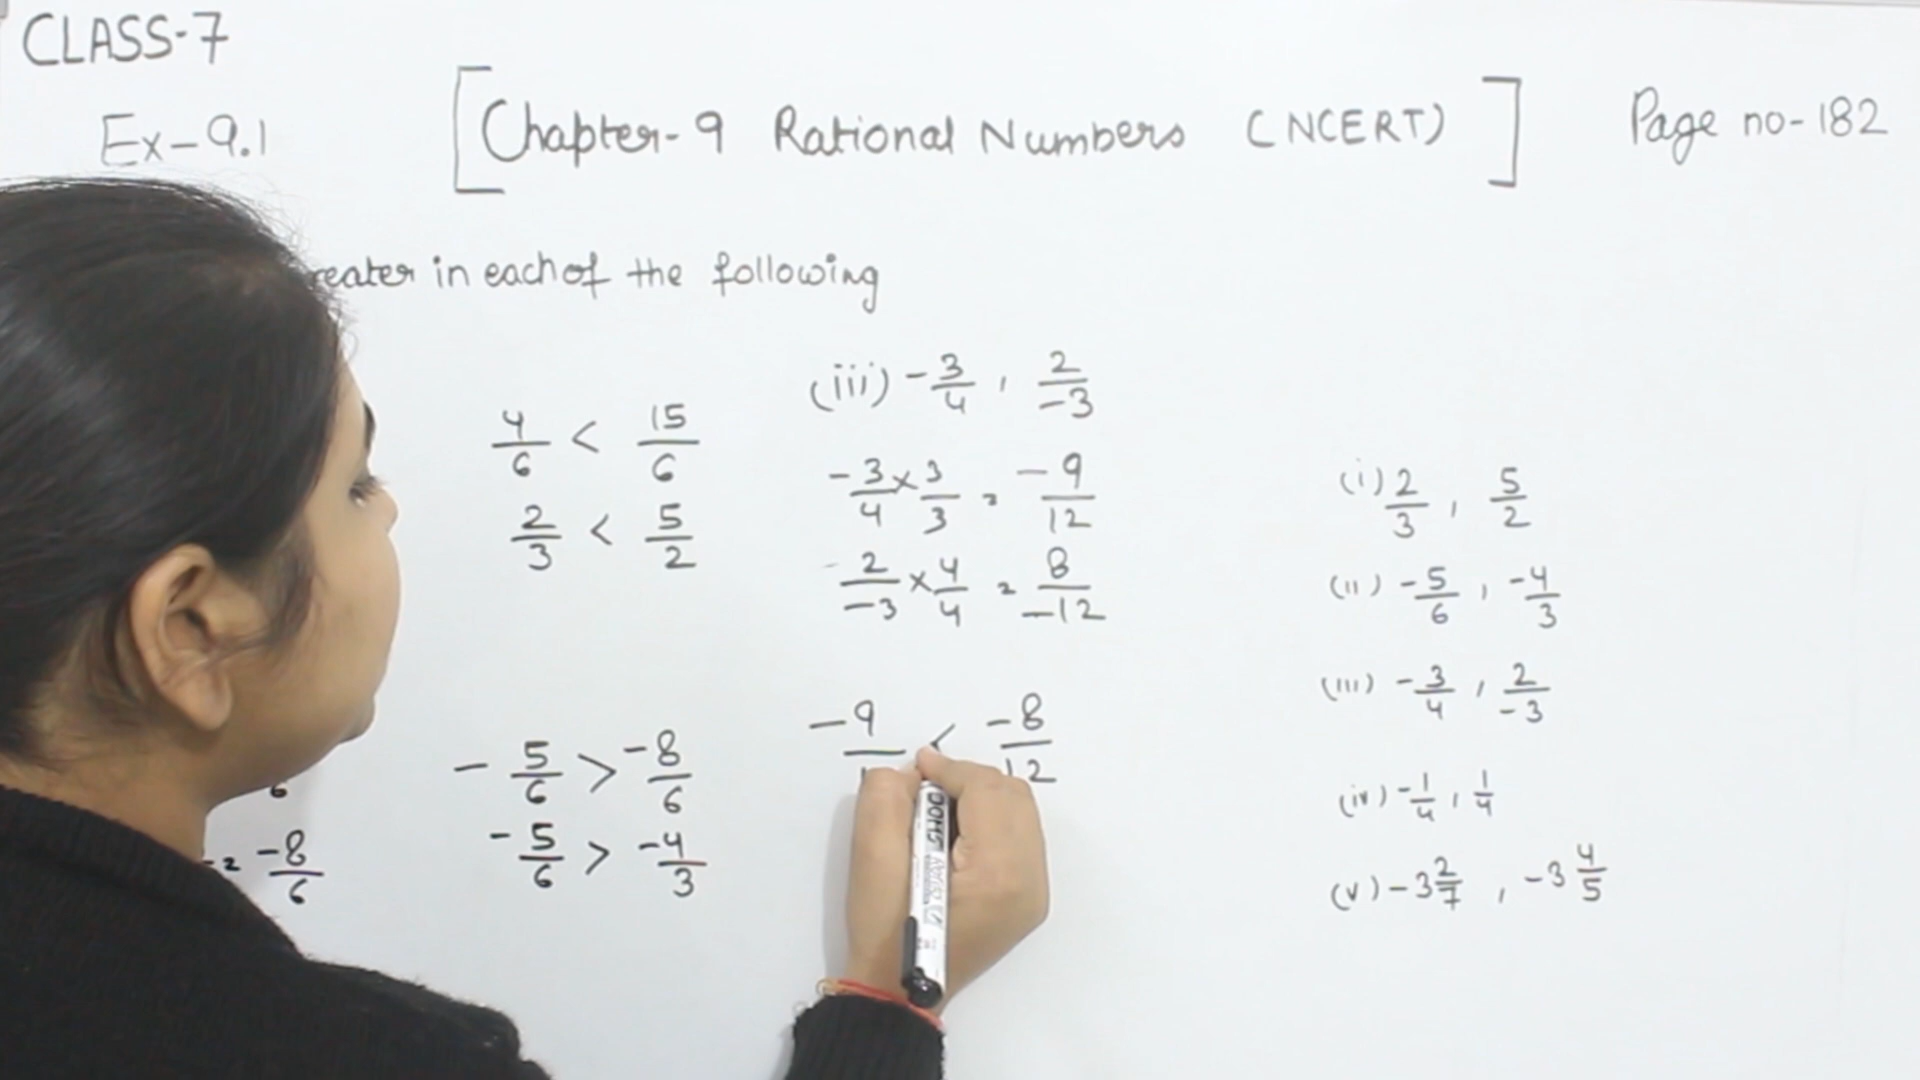 CLASS-7
Ex-9.1 [Chapter-9 Rational Numbers (NCERT)] Page no-182
reater in each of the following
4/6 < 15/6
2/3 < 5/2
-5/6 > -8/6
-5/6 > -4/3
6
= -8/6
(iii) -3/4 , 2/-3
-3/4 × 3/3 = -9/12
2/-3 × 4/4 = 8/-12
-9/1 < -8/12
(i) 2/3 , 5/2
(ii) -5/6 , -4/3
(iii) -3/4 , 2/-3
(iv) -1/4 , 1/4
(v) -3 2/7 , -3 4/5
DOMS